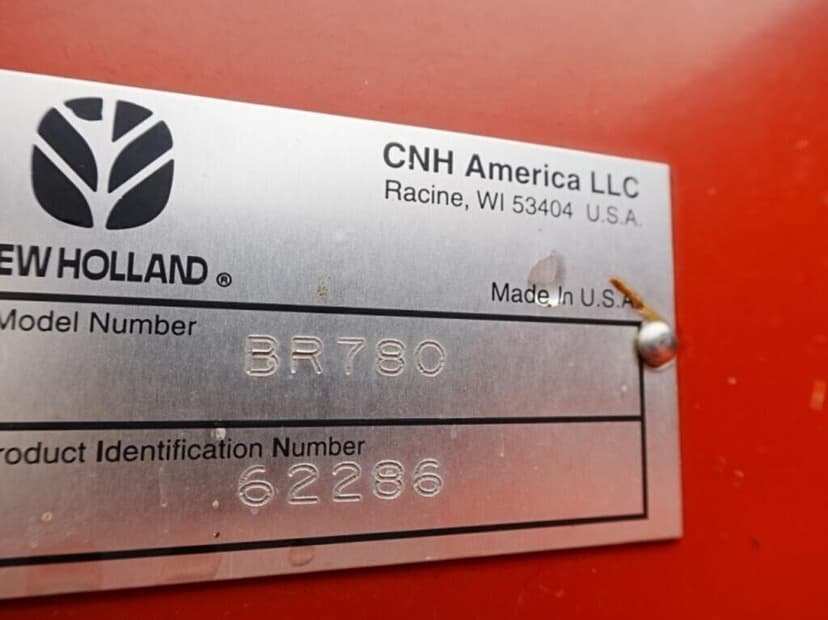 CNH America LLC
Racine, WI 53404 U.S.A.
EW HOLLAND ®
Made In U.S.A.
Model Number
BR780
roduct Identification Number
62286